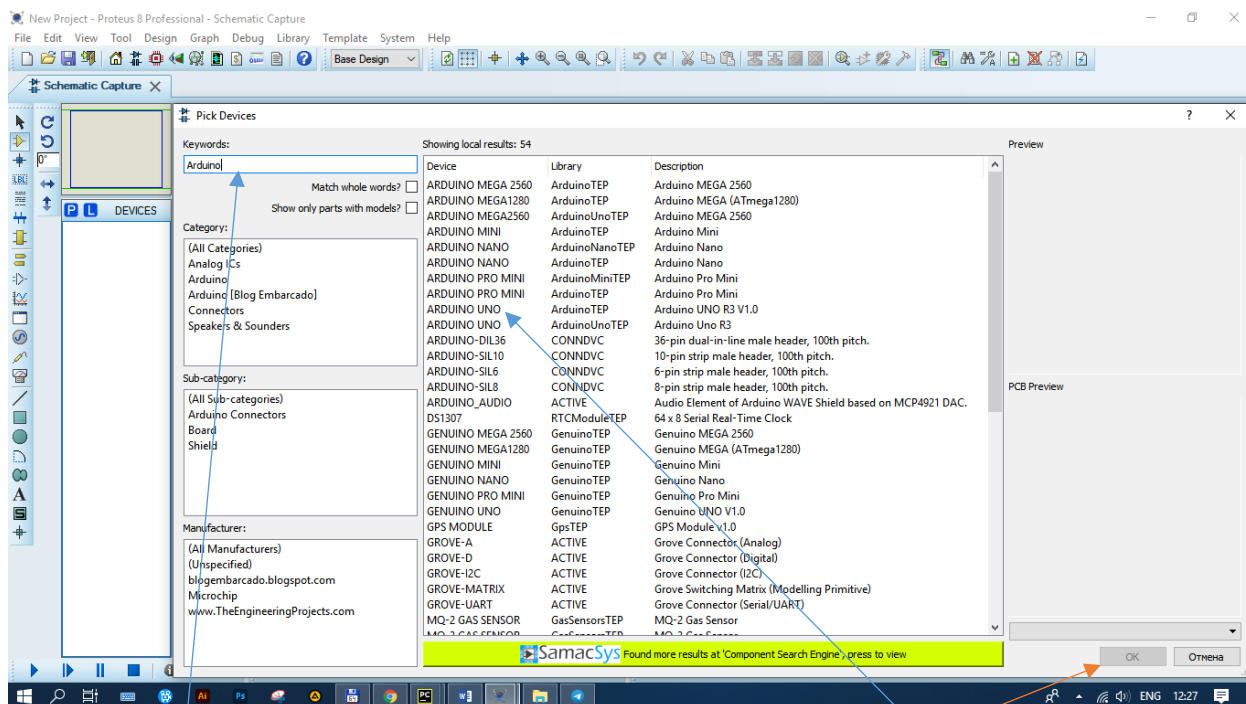 New Project - Proteus 8 Professional - Schematic Capture
File Edit View Tool Design Graph Debug Library Template System Help
Base Design
Schematic Capture
Pick Devices
?
0°
P L DEVICES
Keywords:
Arduino
Match whole words?
Show only parts with models?
Category:
(All Categories)
Analog ICs
Arduino
Arduino [Blog Embarcado]
Connectors
Speakers & Sounders
Sub-category:
(All Sub-categories)
Arduino Connectors
Board
Shield
Manufacturer:
(All Manufacturers)
(Unspecified)
blogembarcado.blogspot.com
Microchip
www.TheEngineeringProjects.com
Showing local results: 54
Device Library Description
ARDUINO MEGA 2560 ArduinoTEP Arduino MEGA 2560
ARDUINO MEGA1280 ArduinoTEP Arduino MEGA (ATmega1280)
ARDUINO MEGA2560 ArduinoUnoTEP Arduino MEGA 2560
ARDUINO MINI ArduinoTEP Arduino Mini
ARDUINO NANO ArduinoNanoTEP Arduino Nano
ARDUINO NANO ArduinoTEP Arduino Nano
ARDUINO PRO MINI ArduinoMiniTEP Arduino Pro Mini
ARDUINO PRO MINI ArduinoTEP Arduino Pro Mini
ARDUINO UNO ArduinoTEP Arduino UNO R3 V1.0
ARDUINO UNO ArduinoUnoTEP Arduino Uno R3
ARDUINO-DIL36 CONNDVC 36-pin dual-in-line male header, 100th pitch.
ARDUINO-SIL10 CONNDVC 10-pin strip male header, 100th pitch.
ARDUINO-SIL6 CONNDVC 6-pin strip male header, 100th pitch.
ARDUINO-SIL8 CONNDVC 8-pin strip male header, 100th pitch.
ARDUINO_AUDIO ACTIVE Audio Element of Arduino WAVE Shield based on MCP4921 DAC.
DS1307 RTCModuleTEP 64 x 8 Serial Real-Time Clock
GENUINO MEGA 2560 GenuinoTEP Genuino MEGA 2560
GENUINO MEGA1280 GenuinoTEP Genuino MEGA (ATmega1280)
GENUINO MINI GenuinoTEP Genuino Mini
GENUINO NANO GenuinoTEP Genuino Nano
GENUINO PRO MINI GenuinoTEP Genuino Pro Mini
GENUINO UNO GenuinoTEP Genuino UNO V1.0
GPS MODULE GpsTEP GPS Module v1.0
GROVE-A ACTIVE Grove Connector (Analog)
GROVE-D ACTIVE Grove Connector (Digital)
GROVE-I2C ACTIVE Grove Connector (I2C)
GROVE-MATRIX ACTIVE Grove Switching Matrix (Modelling Primitive)
GROVE-UART ACTIVE Grove Connector (Serial/UART)
MQ-2 GAS SENSOR GasSensorsTEP MQ-2 Gas Sensor
SamacSys Found more results at 'Component Search Engine', press to view
Preview
PCB Preview
OK Отмена
ENG 12:27